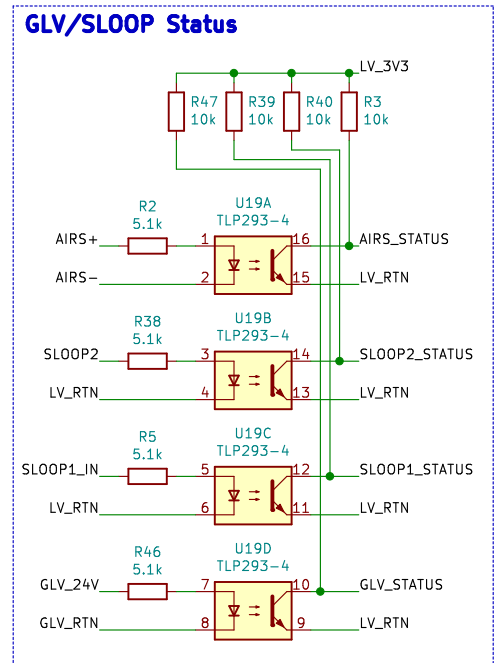 GLV/SLOOP Status
LV_3V3
R47 R39 R40 R3
10k 10k 10k 10k
R2
5.1k
U19A
TLP293-4
AIRS+ 1 16 AIRS_STATUS
AIRS- 2 15 LV_RTN
R38
5.1k
U19B
TLP293-4
SLOOP2 3 14 SLOOP2_STATUS
LV_RTN 4 13 LV_RTN
R5
5.1k
U19C
TLP293-4
SLOOP1_IN 5 12 SLOOP1_STATUS
LV_RTN 6 11 LV_RTN
R46
5.1k
U19D
TLP293-4
GLV_24V 7 10 GLV_STATUS
GLV_RTN 8 9 LV_RTN